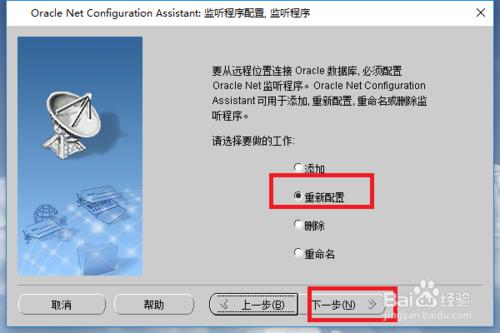 Oracle Net Configuration Assistant: 监听程序配置, 监听程序
要从远程位置连接 Oracle 数据库, 必须配置
Oracle Net 监听程序。Oracle Net Configuration
Assistant 可用于添加, 重新配置, 重命名或删除监
听程序。
请选择要做的工作:
添加
重新配置
删除
重命名
取消
帮助
上一步(B)
下一步(N)
Baidu 经验
jingyan.baidu.com